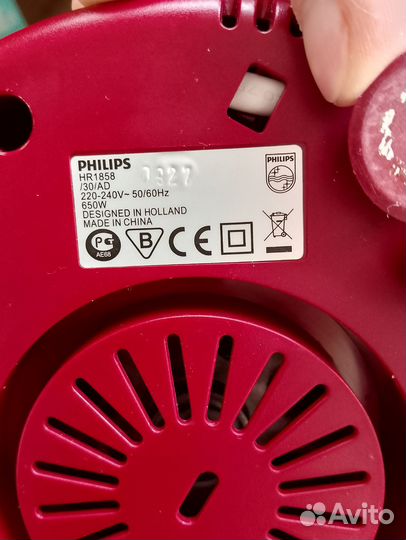 PHILIPS
HR1858
/30/AD
220-240V~ 50/60Hz
650W
DESIGNED IN HOLLAND
MADE IN CHINA
1327
PHILIPS
РС
AE68
B
CE
Avito